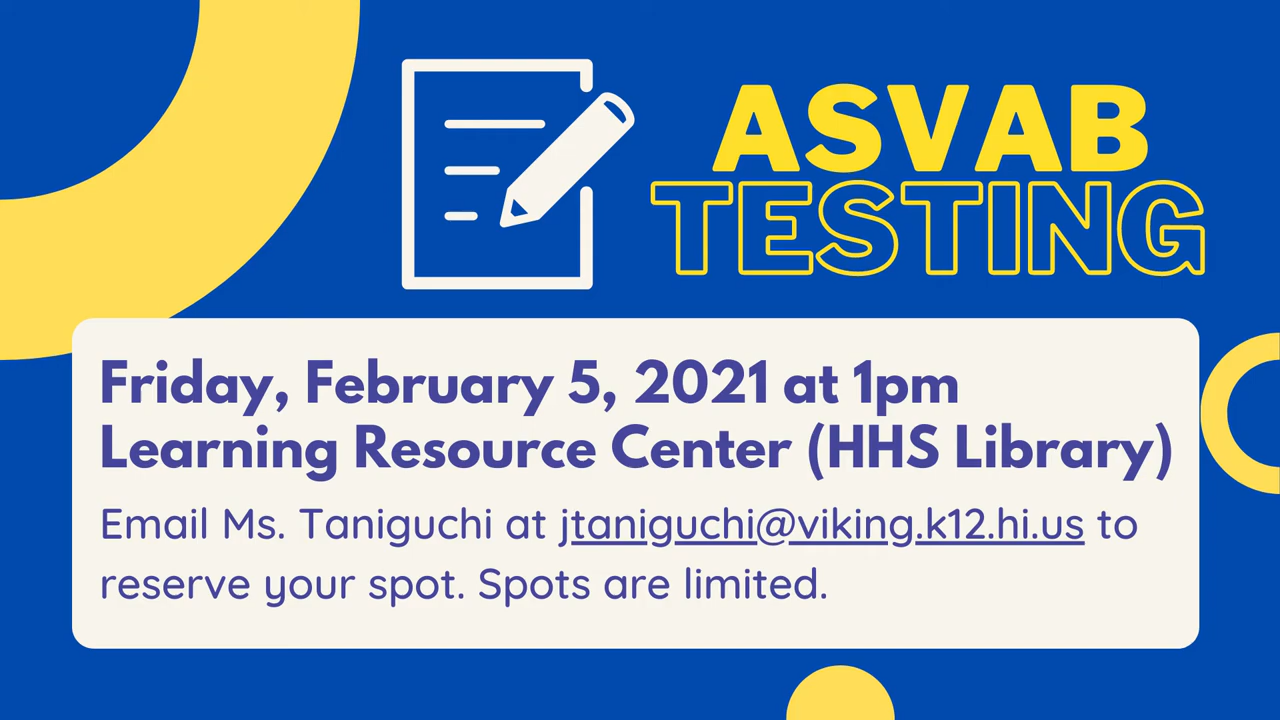 ASVAB
TESTING
Friday, February 5, 2021 at 1pm
Learning Resource Center (HHS Library)
Email Ms. Taniguchi at jtaniguchi@viking.k12.hi.us to
reserve your spot. Spots are limited.